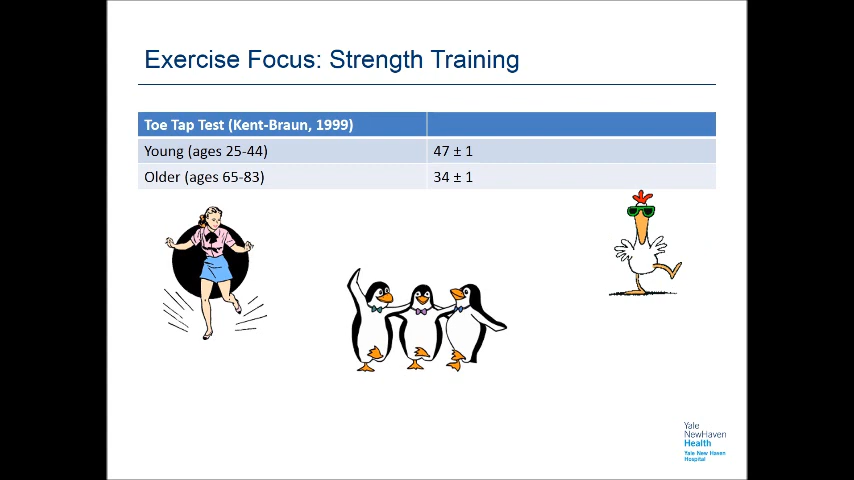 Exercise Focus: Strength Training
Toe Tap Test (Kent-Braun, 1999)
Young (ages 25-44) 47 ± 1
Older (ages 65-83) 34 ± 1
Yale
NewHaven
Health
Yale New Haven
Hospital